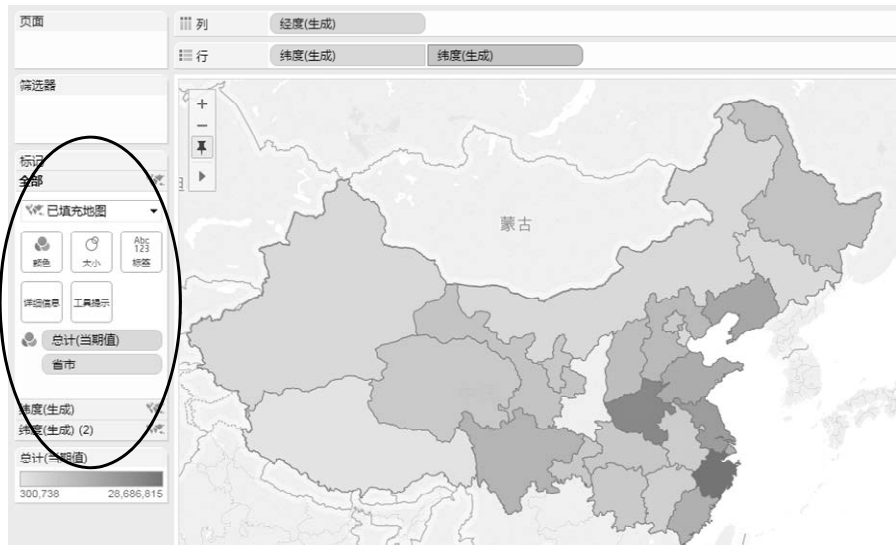 页面
列
经度(生成)
行
纬度(生成)
纬度(生成)
筛选器
标记
全部
已填充地图
颜色
大小
Abc
123
标签
详细信息
工具提示
总计(当期值)
省市
纬度(生成)
纬度(生成) (2)
总计(当期值)
300,738
28,686,815
蒙古